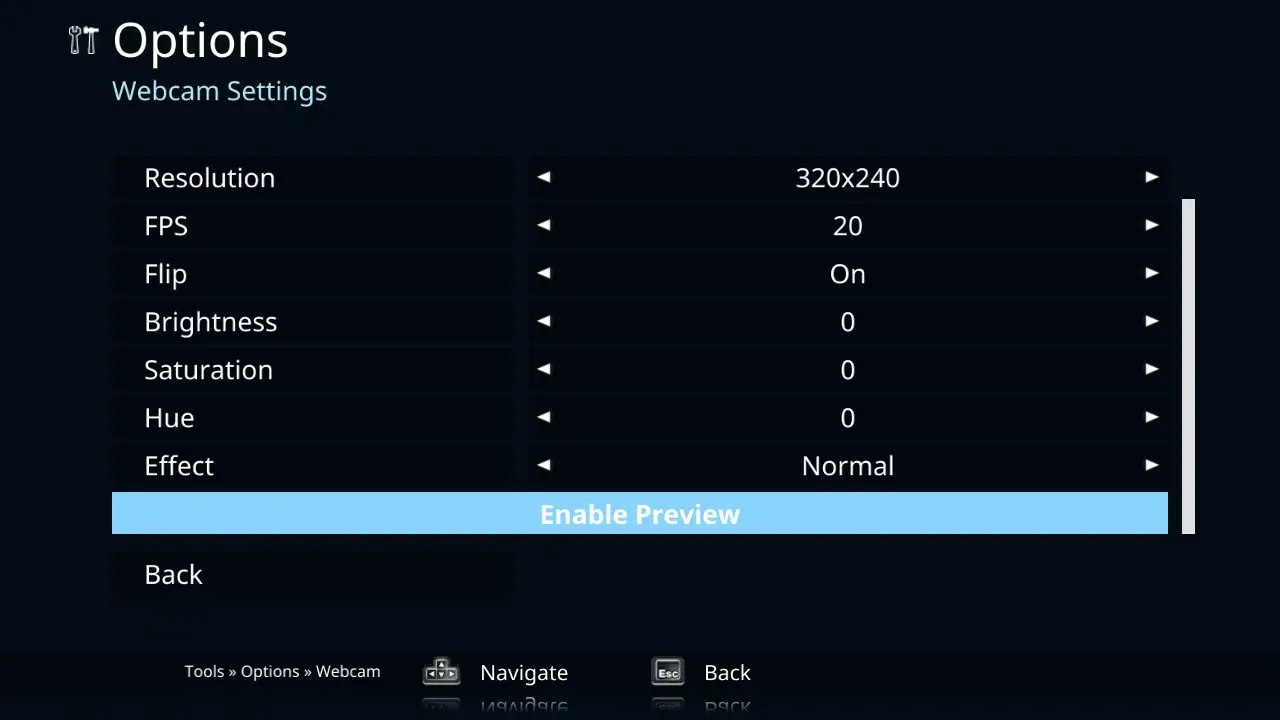 Options
Webcam Settings
Resolution 320x240
FPS 20
Flip On
Brightness 0
Saturation 0
Hue 0
Effect Normal
Enable Preview
Back
Tools » Options » Webcam Navigate Esc Back